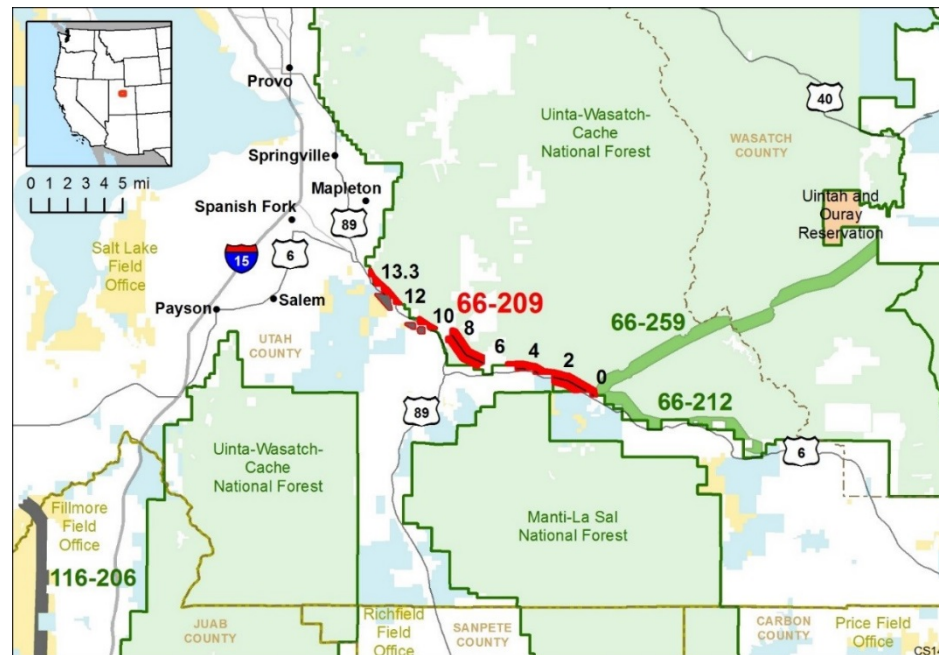 Provo
40
Uinta-Wasatch-
Cache
National Forest
WASATCH
COUNTY
Springville
0 1 2 3 4 5 mi
Mapleton
Spanish Fork
89
6
Uintah and
Ouray
Reservation
Salt Lake
Field
Office
15
13.3
12
10
8
66-209
Payson
Salem
UTAH
COUNTY
66-259
6
4
2
0
89
66-212
6
Uinta-Wasatch-
Cache
National Forest
Fillmore
Field
Office
Manti-La Sal
National Forest
116-206
JUAB
COUNTY
Richfield
Field
Office
SANPETE
COUNTY
CARBON
COUNTY
Price Field
Office